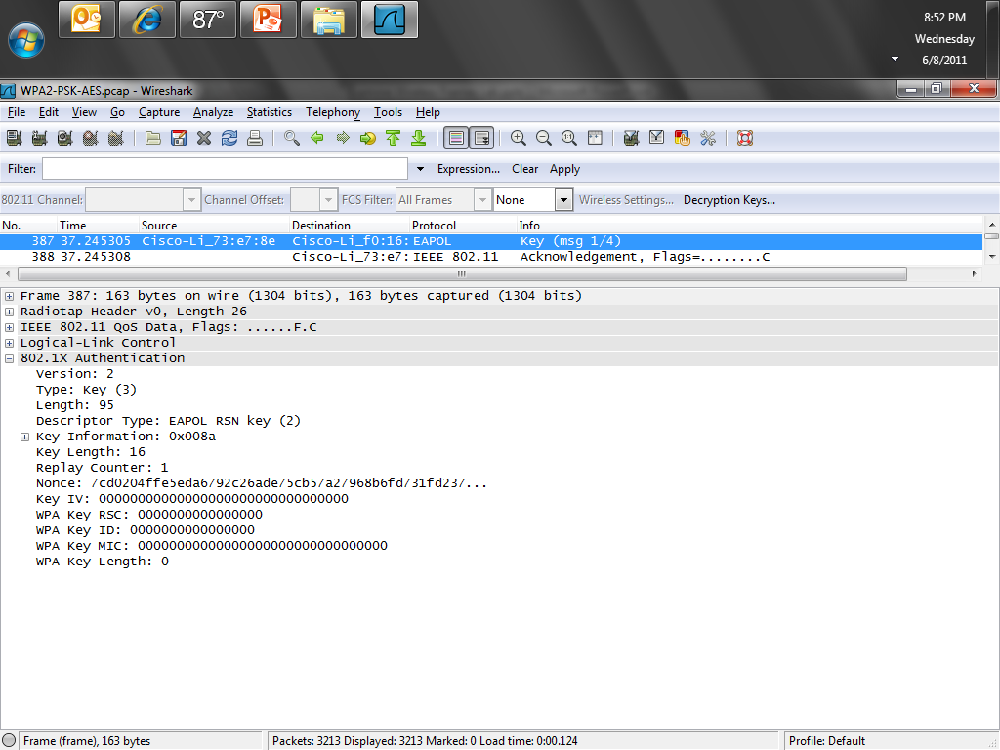 87°
8:52 PM
Wednesday
6/8/2011
WPA2-PSK-AES.pcap - Wireshark
File Edit View Go Capture Analyze Statistics Telephony Tools Help
Filter: Expression... Clear Apply
802.11 Channel: Channel Offset: FCS Filter: All Frames None Wireless Settings... Decryption Keys...
No. Time Source Destination Protocol Info
387 37.245305 Cisco-Li_73:e7:8e Cisco-Li_f0:16: EAPOL Key (msg 1/4)
388 37.245308 Cisco-Li_73:e7: IEEE 802.11 Acknowledgement, Flags=........C
Frame 387: 163 bytes on wire (1304 bits), 163 bytes captured (1304 bits)
Radiotap Header v0, Length 26
IEEE 802.11 QoS Data, Flags: ......F.C
Logical-Link Control
802.1X Authentication
Version: 2
Type: Key (3)
Length: 95
Descriptor Type: EAPOL RSN key (2)
Key Information: 0x008a
Key Length: 16
Replay Counter: 1
Nonce: 7cd0204ffe5eda6792c26ade75cb57a27968b6fd731fd237...
Key IV: 00000000000000000000000000000000
WPA Key RSC: 0000000000000000
WPA Key ID: 0000000000000000
WPA Key MIC: 00000000000000000000000000000000
WPA Key Length: 0
Frame (frame), 163 bytes
Packets: 3213 Displayed: 3213 Marked: 0 Load time: 0:00.124
Profile: Default